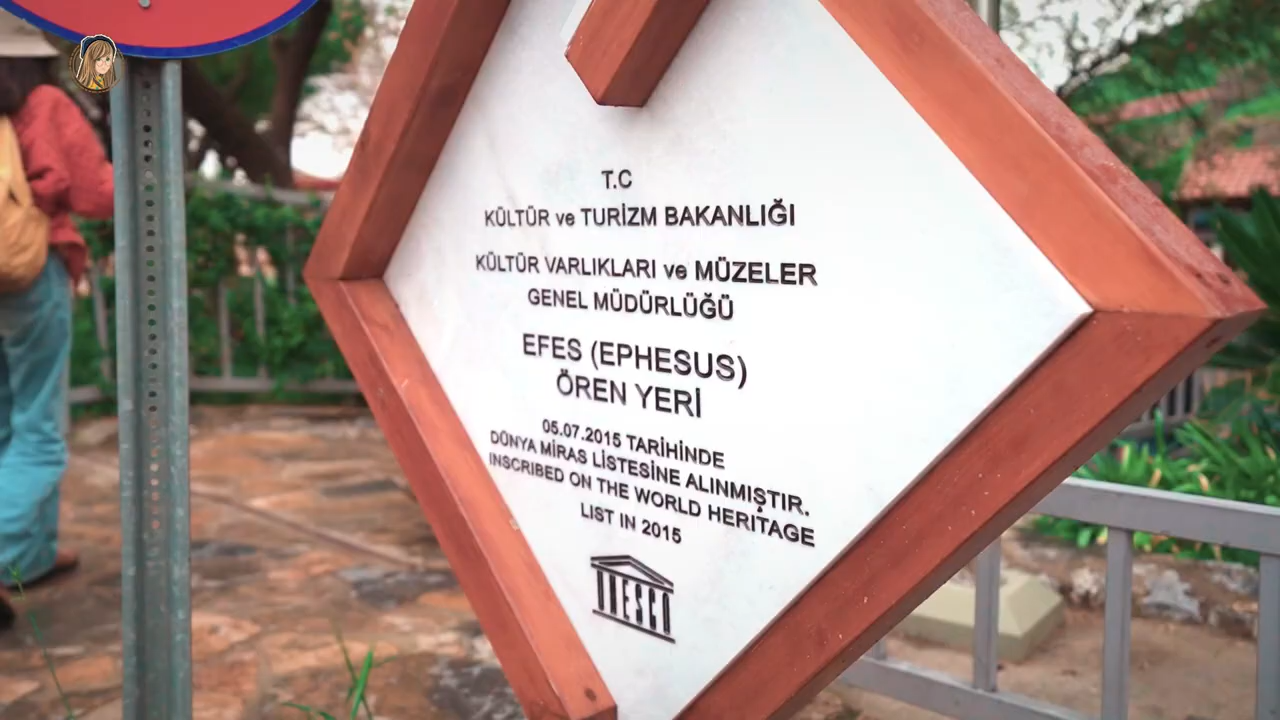 T.C
KÜLTÜR ve TURİZM BAKANLIĞI
KÜLTÜR VARLIKLARI ve MÜZELER
GENEL MÜDÜRLÜĞÜ
EFES (EPHESUS)
ÖREN YERİ
05.07.2015 TARİHİNDE
DÜNYA MİRAS LİSTESİNE ALINMIŞTIR.
INSCRIBED ON THE WORLD HERITAGE
LIST IN 2015
UNESCO